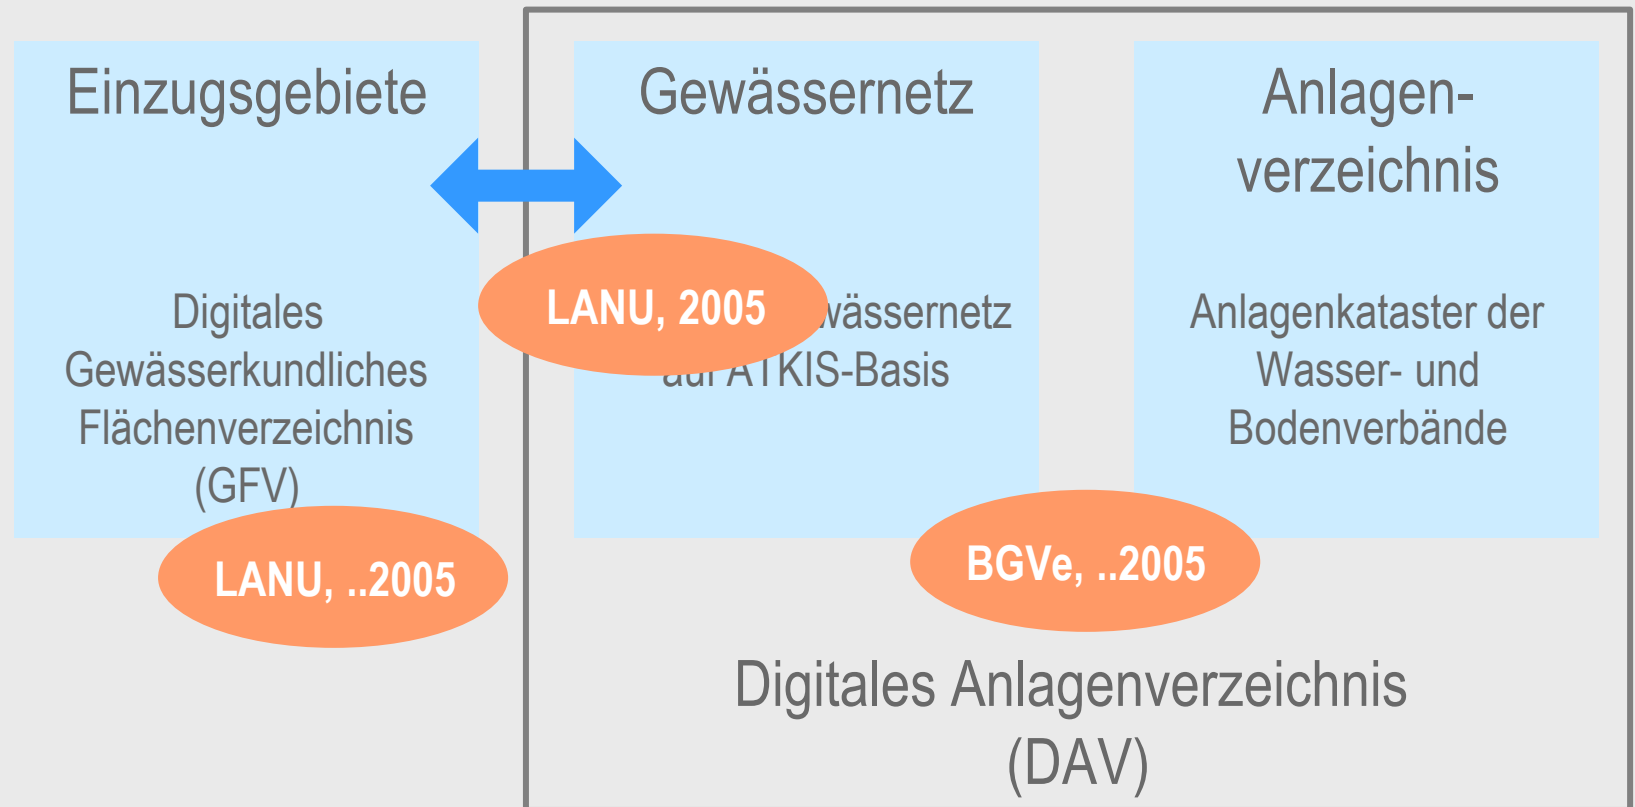 Einzugsgebiete
Digitales
Gewässerkundliches
Flächenverzeichnis
(GFV)
LANU, ..2005
Gewässernetz
LANU, 2005
auf ATKIS-Basis
Anlagen-
verzeichnis
Anlagenkataster der
Wasser- und
Bodenverbände
BGVe, ..2005
Digitales Anlagenverzeichnis
(DAV)